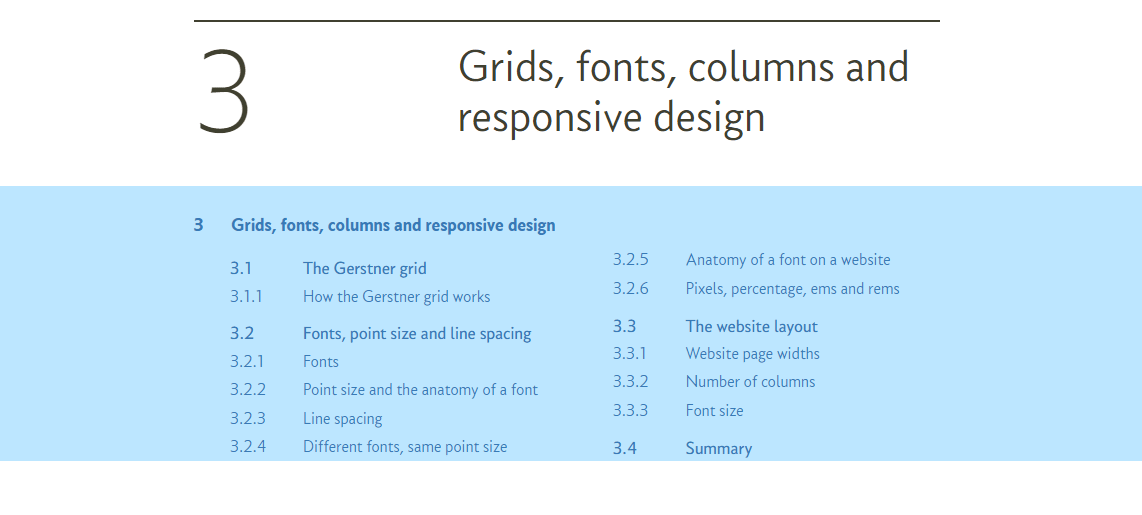 3
Grids, fonts, columns and
responsive design
3 Grids, fonts, columns and responsive design
3.1 The Gerstner grid
3.1.1 How the Gerstner grid works
3.2 Fonts, point size and line spacing
3.2.1 Fonts
3.2.2 Point size and the anatomy of a font
3.2.3 Line spacing
3.2.4 Different fonts, same point size
3.2.5 Anatomy of a font on a website
3.2.6 Pixels, percentage, ems and rems
3.3 The website layout
3.3.1 Website page widths
3.3.2 Number of columns
3.3.3 Font size
3.4 Summary